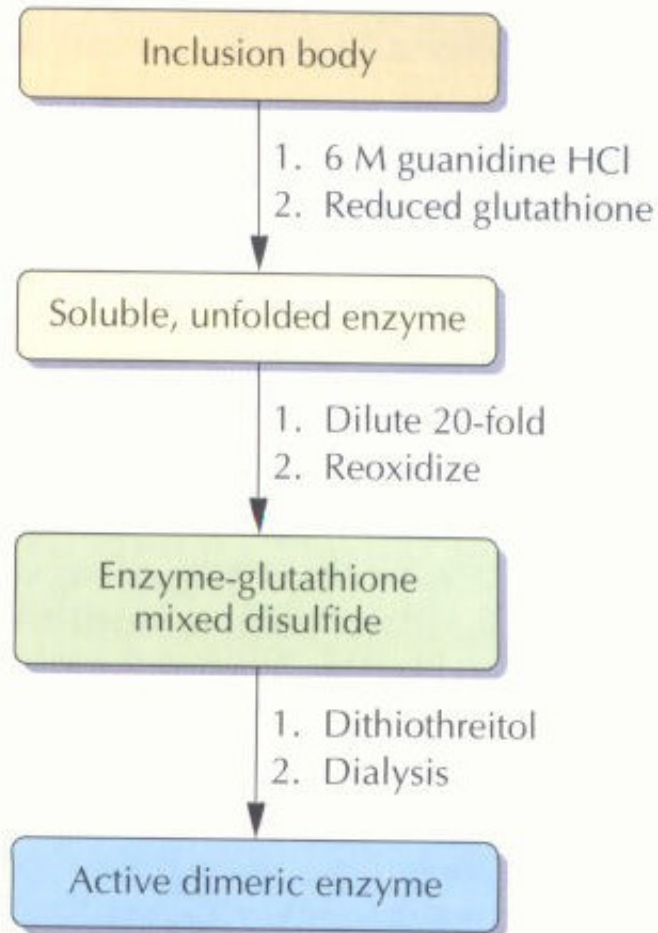 Inclusion body
1. 6 M guanidine HCl
2. Reduced glutathione
Soluble, unfolded enzyme
1. Dilute 20-fold
2. Reoxidize
Enzyme-glutathione
mixed disulfide
1. Dithiothreitol
2. Dialysis
Active dimeric enzyme